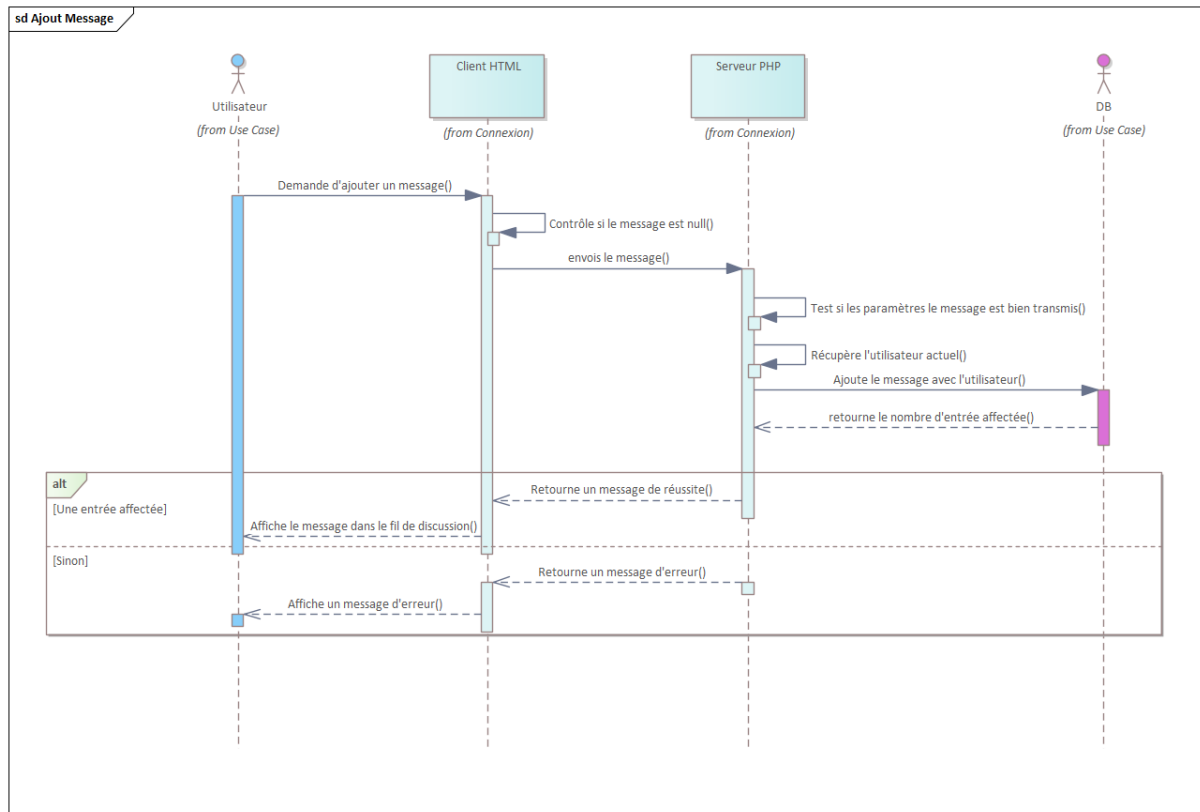 sd Ajout Message
Utilisateur
(from Use Case)
Client HTML
(from Connexion)
Serveur PHP
(from Connexion)
DB
(from Use Case)
Demande d'ajouter un message()
Contrôle si le message est null()
envois le message()
Test si les paramètres le message est bien transmis()
Récupère l'utilisateur actuel()
Ajoute le message avec l'utilisateur()
retourne le nombre d'entrée affectée()
alt
[Une entrée affectée]
Retourne un message de réussite()
Affiche le message dans le fil de discussion()
[Sinon]
Retourne un message d'erreur()
Affiche un message d'erreur()